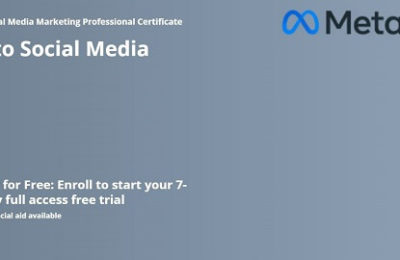 al Media Marketing Professional Certificate
Meta
to Social Media
for Free: Enroll to start your 7-
full access free trial
cial aid available